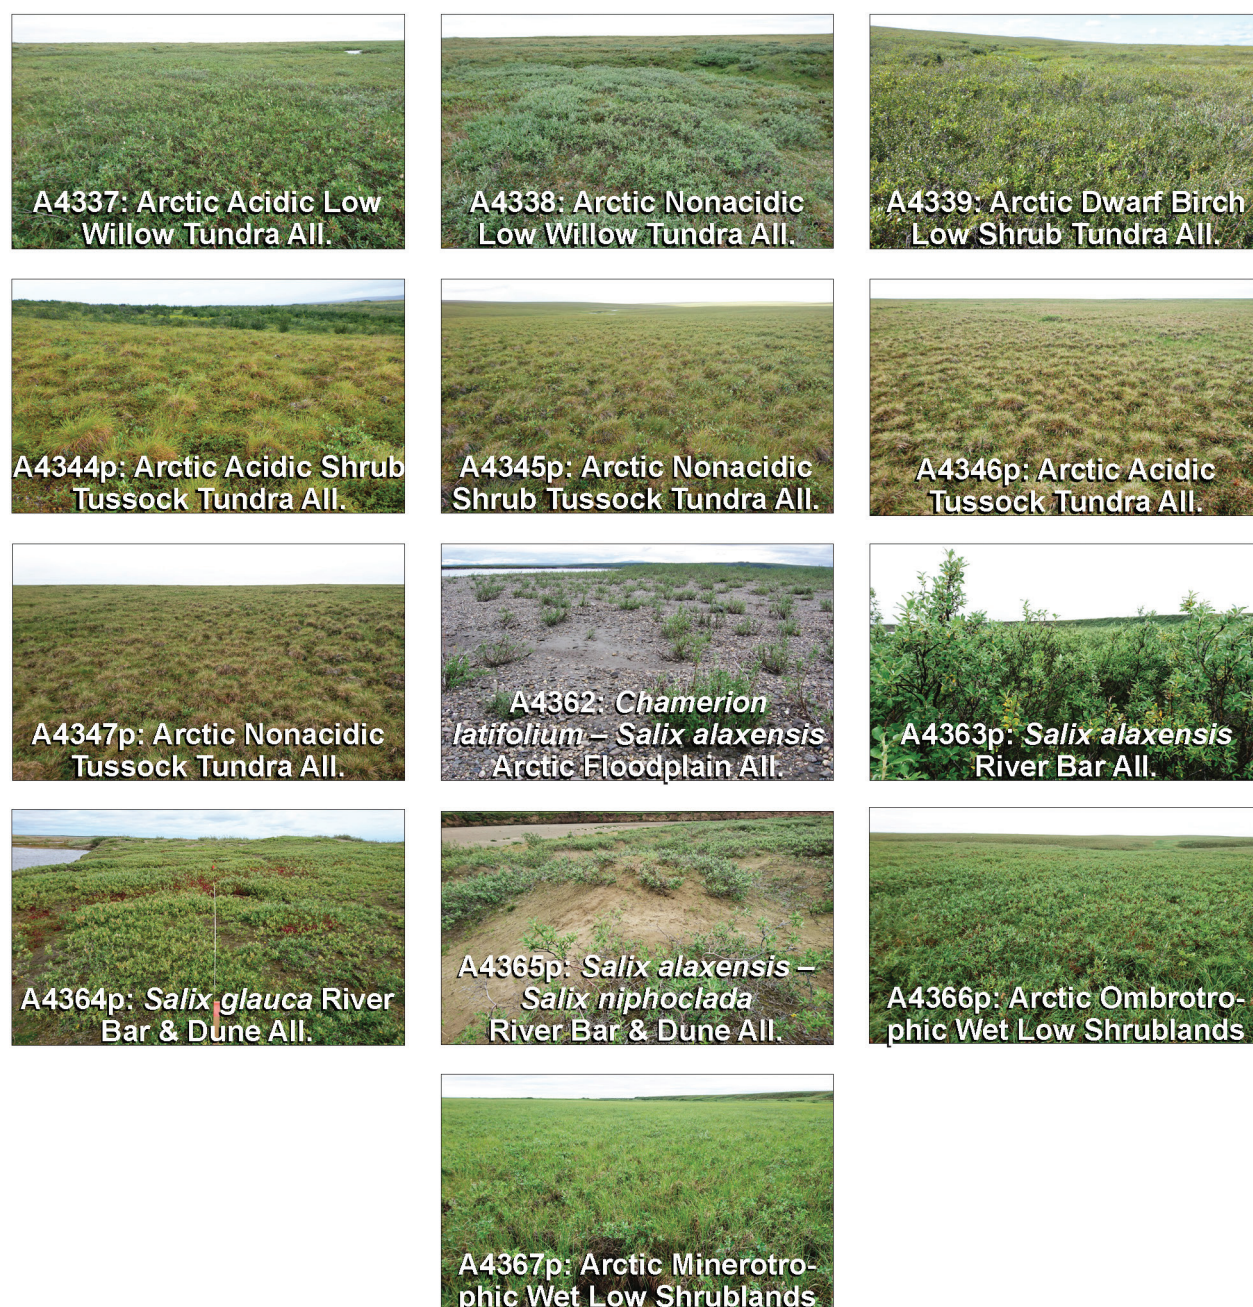 A4337: Arctic Acidic Low
Willow Tundra All.
A4338: Arctic Nonacidic
Low Willow Tundra All.
A4339: Arctic Dwarf Birch
Low Shrub Tundra All.
A4344p: Arctic Acidic Shrub
Tussock Tundra All.
A4345p: Arctic Nonacidic
Shrub Tussock Tundra All.
A4346p: Arctic Acidic
Tussock Tundra All.
A4347p: Arctic Nonacidic
Tussock Tundra All.
A4362: Chamerion
latifolium – Salix alaxensis
Arctic Floodplain All.
A4363p: Salix alaxensis
River Bar All.
A4364p: Salix glauca River
Bar & Dune All.
A4365p: Salix alaxensis –
Salix niphoclada
River Bar & Dune All.
A4366p: Arctic Ombrotro-
phic Wet Low Shrublands
A4367p: Arctic Minerotro-
phic Wet Low Shrublands